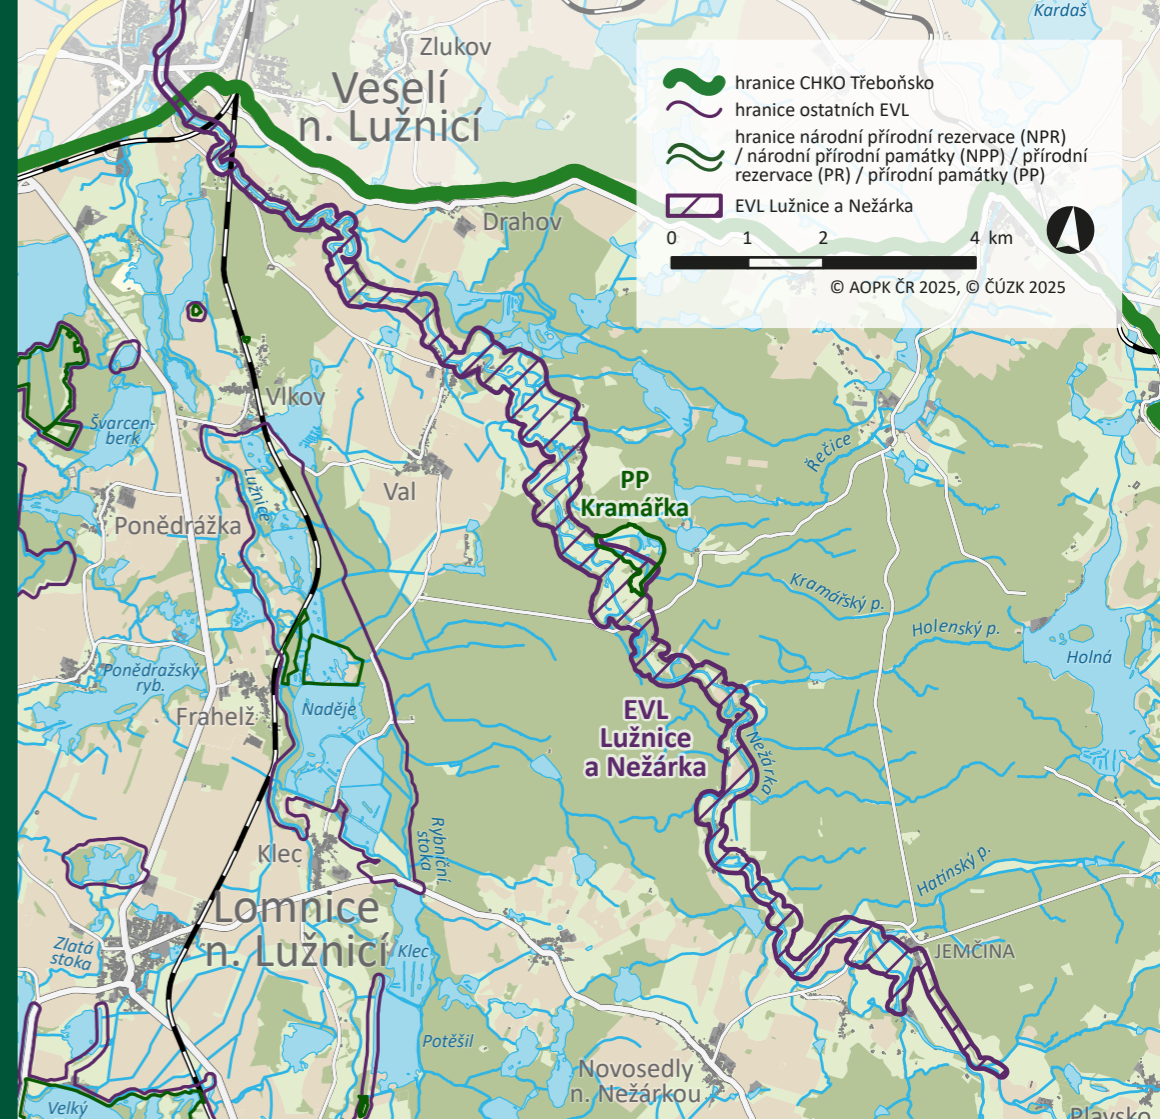 Kardaš
Zlukov
Veselí
n. Lužnicí
hranice CHKO Třeboňsko
hranice ostatních EVL
hranice národní přírodní rezervace (NPR)
/ národní přírodní památky (NPP) / přírodní
rezervace (PR) / přírodní památky (PP)
EVL Lužnice a Nežárka
0 1 2 4 km
© AOPK ČR 2025, © ČÚZK 2025
Drahov
Vlkov
Švarcen-
berk
Řečice
Lužnice
Val
PP
Kramářka
Ponědrážka
Kramářský p.
Holenský p.
Holná
Ponědražský
ryb.
Frahelž
Naděje
EVL
Lužnice
a Nežárka
Nežárka
Klec
Rybniční
stoka
Hatínský p.
Lomnice
n. Lužnicí
Zlatá
stoka
Klec
JEMČINA
Potěšil
Novosedly
n. Nežárkou
Velký
Plavsko